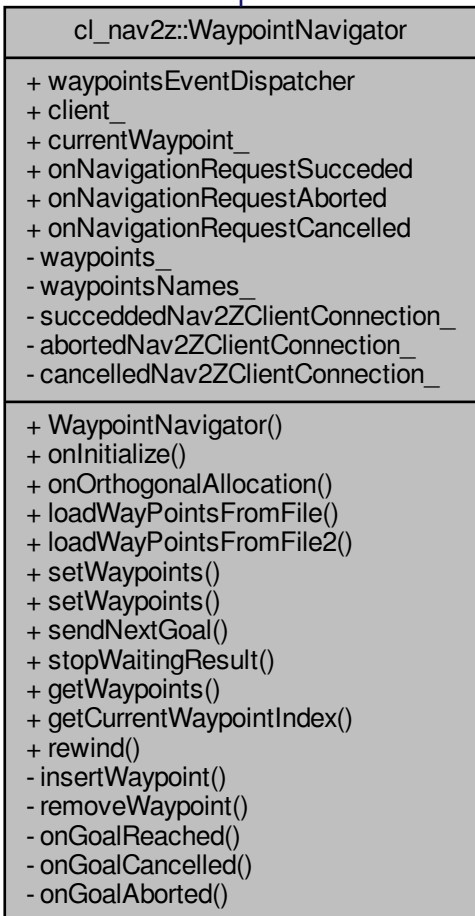 cl_nav2z::WaypointNavigator
+ waypointsEventDispatcher
+ client_
+ currentWaypoint_
+ onNavigationRequestSucceded
+ onNavigationRequestAborted
+ onNavigationRequestCancelled
- waypoints_
- waypointsNames_
- succeddedNav2ZClientConnection_
- abortedNav2ZClientConnection_
- cancelledNav2ZClientConnection_
+ WaypointNavigator()
+ onInitialize()
+ onOrthogonalAllocation()
+ loadWayPointsFromFile()
+ loadWayPointsFromFile2()
+ setWaypoints()
+ setWaypoints()
+ sendNextGoal()
+ stopWaitingResult()
+ getWaypoints()
+ getCurrentWaypointIndex()
+ rewind()
- insertWaypoint()
- removeWaypoint()
- onGoalReached()
- onGoalCancelled()
- onGoalAborted()